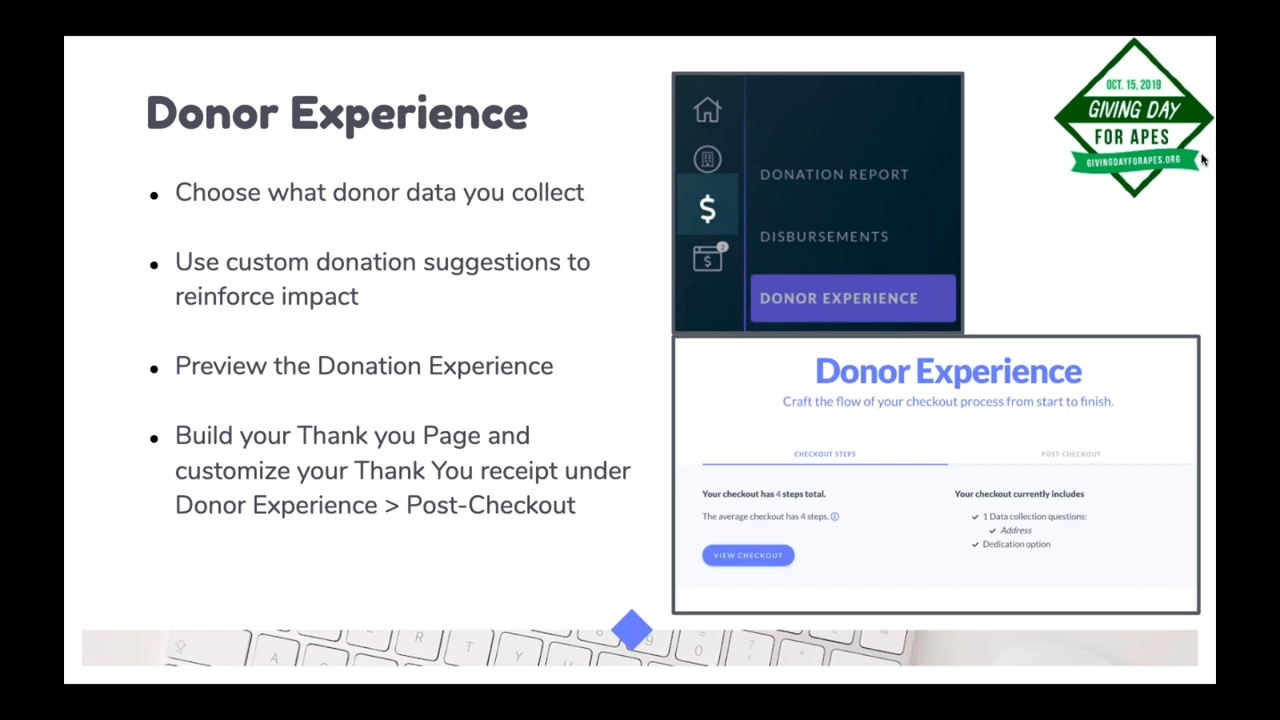 Donor Experience
Choose what donor data you collect
Use custom donation suggestions to
reinforce impact
Preview the Donation Experience
Build your Thank you Page and
customize your Thank You receipt under
Donor Experience > Post-Checkout
DONATION REPORT
$
DISBURSEMENTS
2
$
DONOR EXPERIENCE
OCT. 15, 2019
GIVING DAY
FOR APES
GIVINGDAYFORAPES.ORG
Donor Experience
Craft the flow of your checkout process from start to finish.
CHECKOUT STEPS
POST-CHECKOUT
Your checkout has 4 steps total.
The average checkout has 4 steps.
VIEW CHECKOUT
Your checkout currently includes
1 Data collection questions:
Address
Dedication option
R
T
9
0
?
A
Y
U